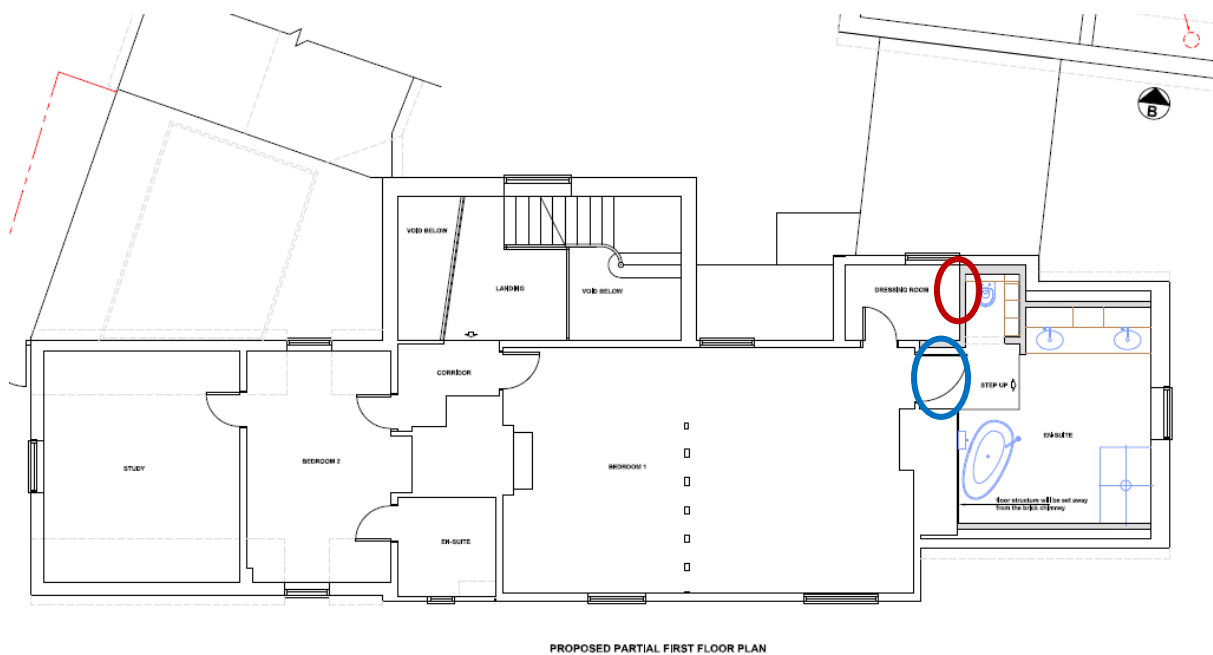 B
VOID BELOW
LANDING
VOID BELOW
DRESSING ROOM
CORRIDOR
STEP UP
STUDY
BEDROOM 2
BEDROOM 1
EN-SUITE
EN-SUITE
floor structure will be set away
from the brick chimney
PROPOSED PARTIAL FIRST FLOOR PLAN